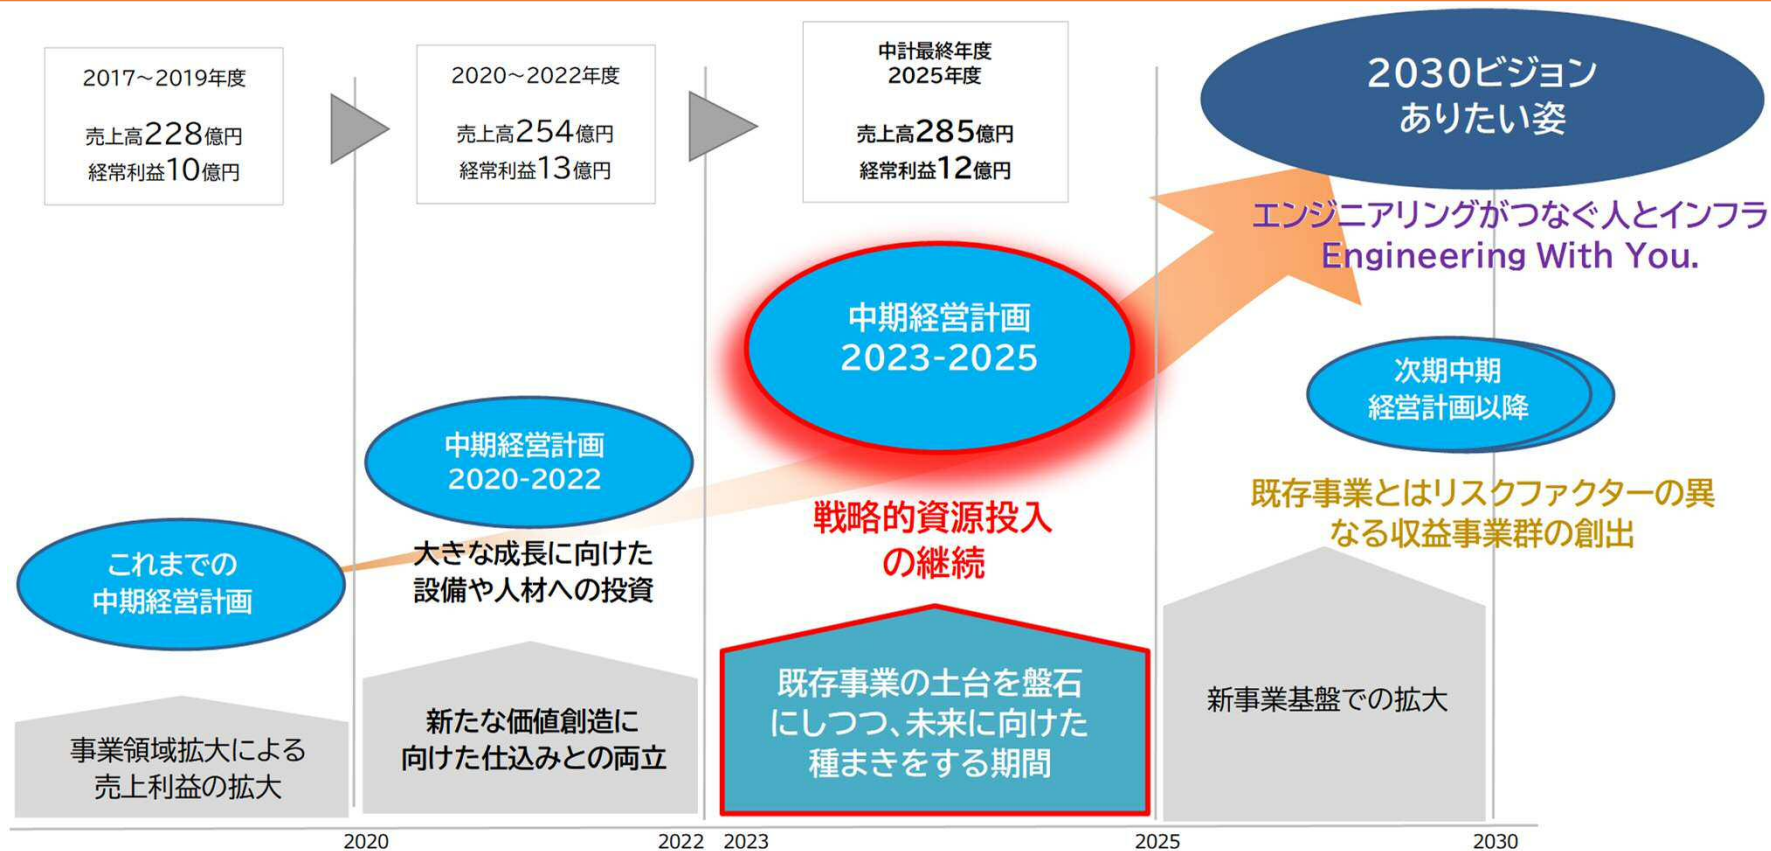 2017～2019年度
売上高228億円
経常利益10億円
2020～2022年度
売上高254億円
経常利益13億円
中計最終年度
2025年度
売上高285億円
経常利益12億円
2030ビジョン
ありたい姿
エンジニアリングがつなぐ人とインフラ
Engineering With You.
これまでの
中期経営計画
中期経営計画
2020-2022
大きな成長に向けた
設備や人材への投資
中期経営計画
2023-2025
戦略的資源投入
の継続
次期中期
経営計画以降
既存事業とはリスクファクターの異
なる収益事業群の創出
事業領域拡大による
売上利益の拡大
新たな価値創造に
向けた仕込みとの両立
既存事業の土台を盤石
にしつつ、未来に向けた
種まきをする期間
新事業基盤での拡大
2020
2022
2023
2025
2030